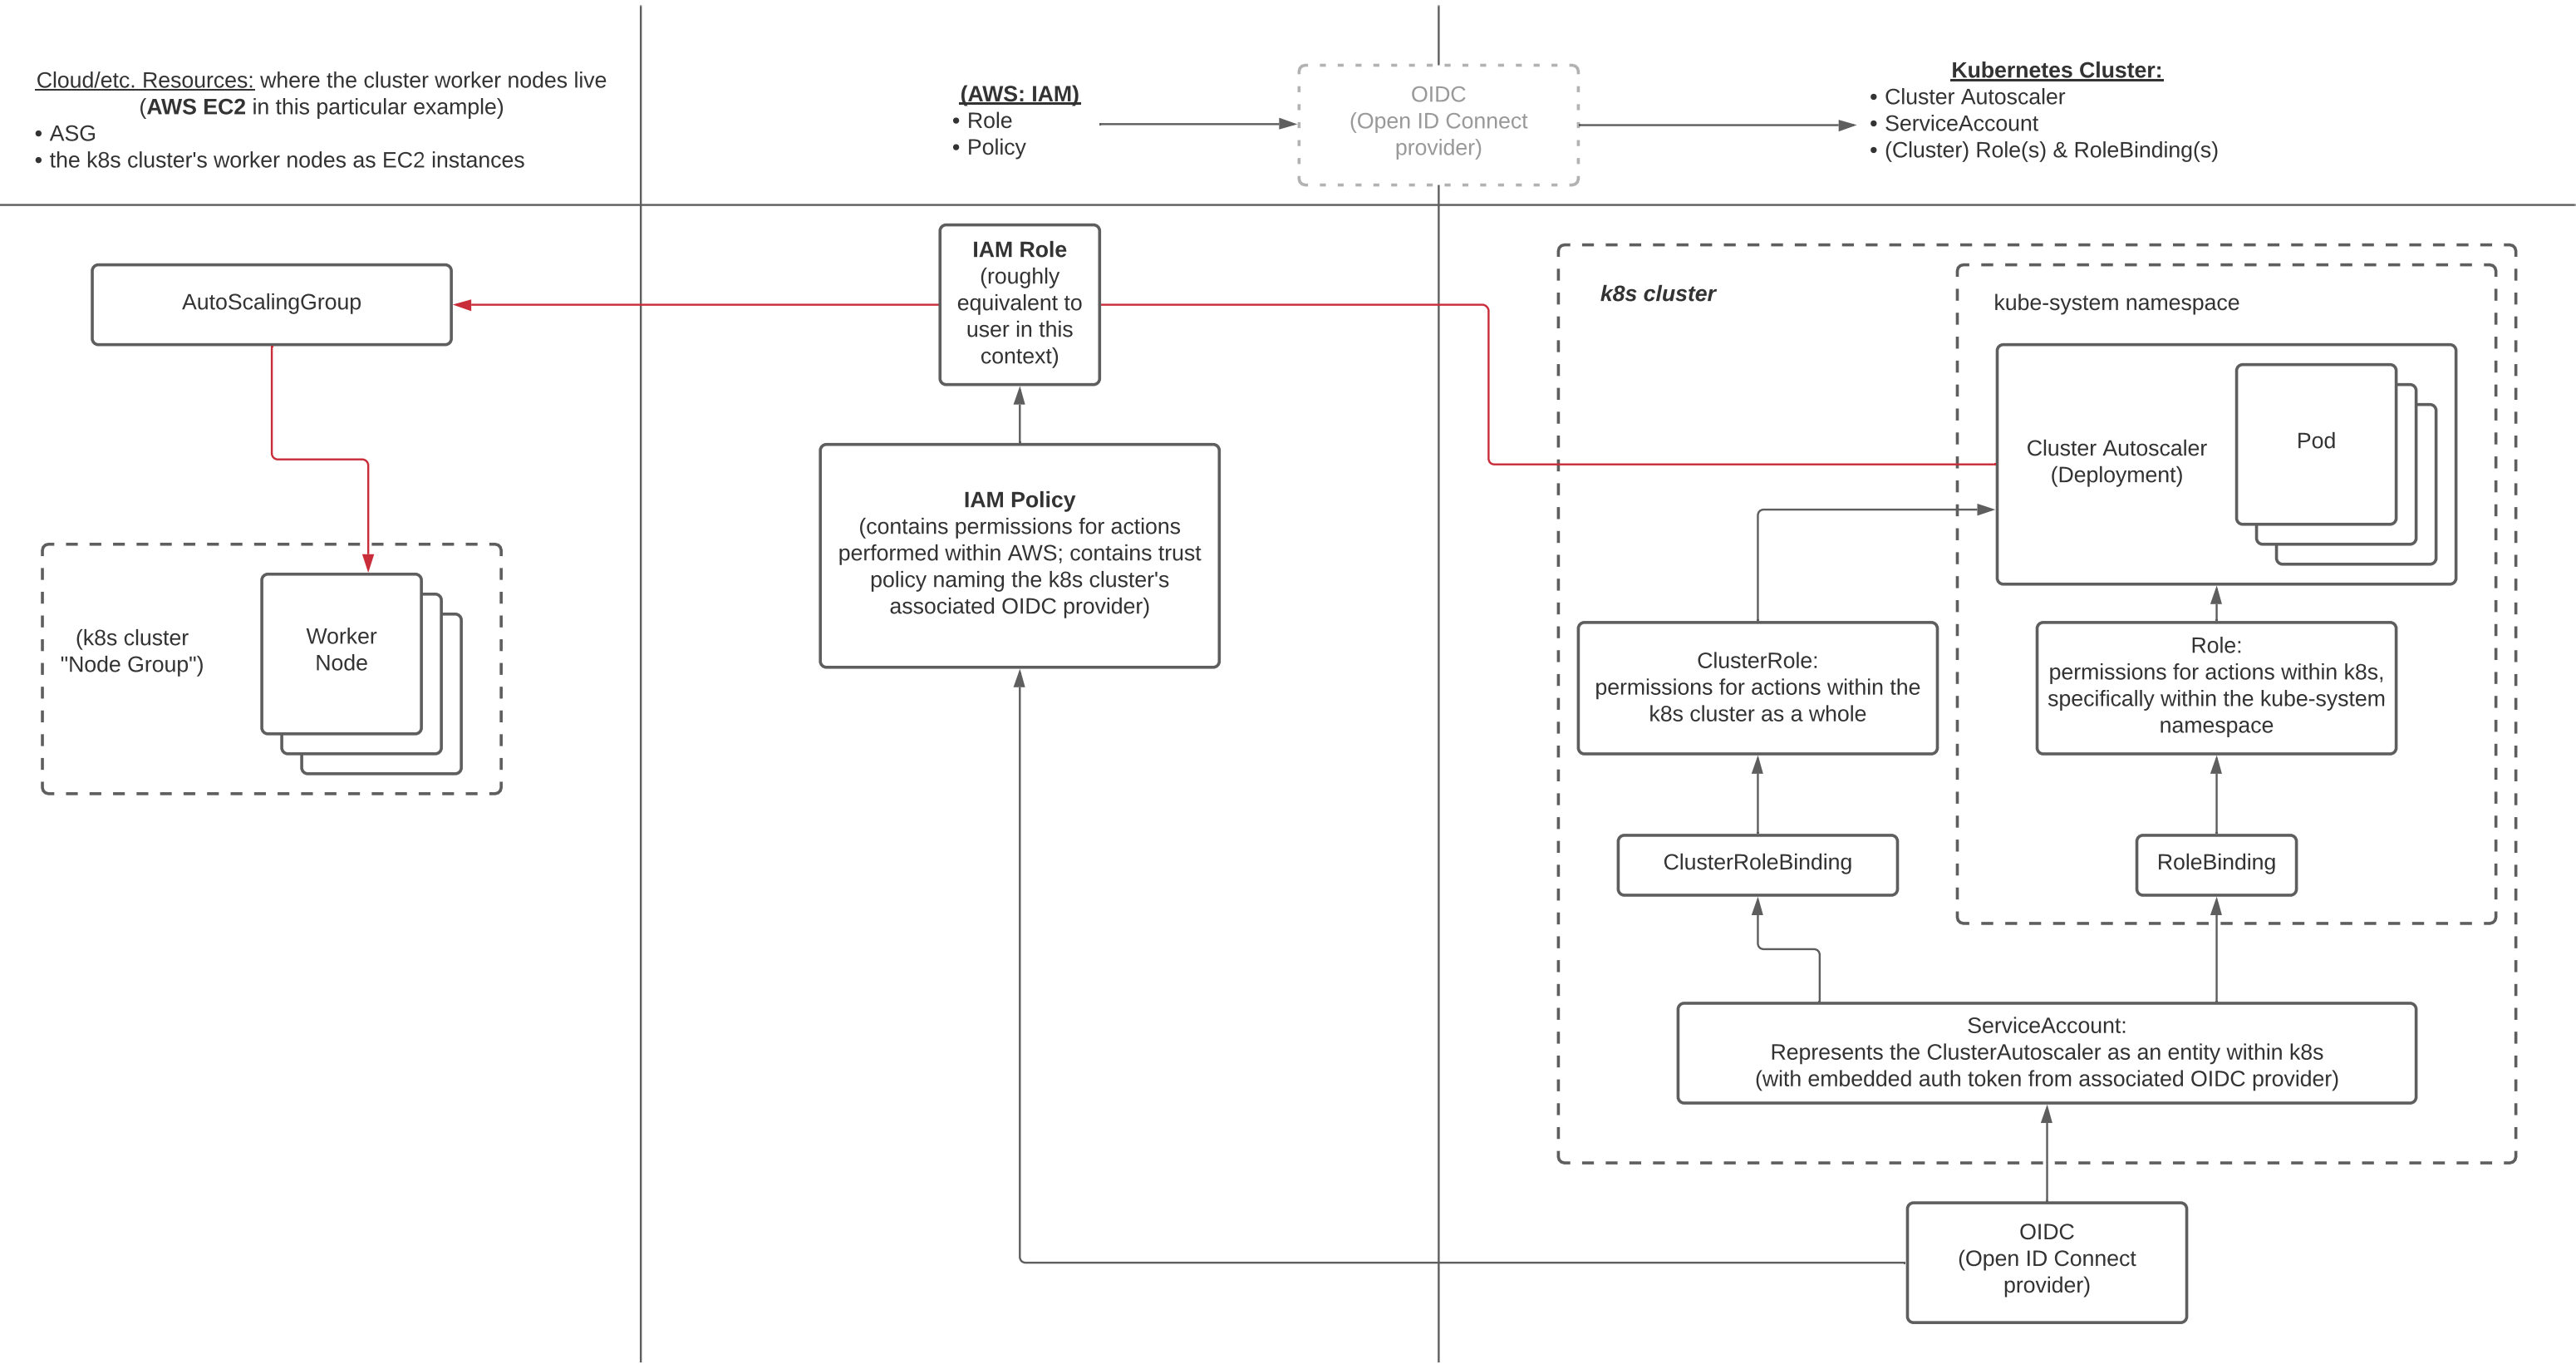 Cloud/etc. Resources: where the cluster worker nodes live
(AWS EC2 in this particular example)
• ASG
• the k8s cluster's worker nodes as EC2 instances
(AWS: IAM)
• Role
• Policy
OIDC
(Open ID Connect
provider)
Kubernetes Cluster:
• Cluster Autoscaler
• ServiceAccount
• (Cluster) Role(s) & RoleBinding(s)
AutoScalingGroup
(k8s cluster
"Node Group")
Worker
Node
IAM Role
(roughly
equivalent to
user in this
context)
IAM Policy
(contains permissions for actions
performed within AWS; contains trust
policy naming the k8s cluster's
associated OIDC provider)
k8s cluster
kube-system namespace
Cluster Autoscaler
(Deployment)
Pod
ClusterRole:
permissions for actions within the
k8s cluster as a whole
Role:
permissions for actions within k8s,
specifically within the kube-system
namespace
ClusterRoleBinding
RoleBinding
ServiceAccount:
Represents the ClusterAutoscaler as an entity within k8s
(with embedded auth token from associated OIDC provider)
OIDC
(Open ID Connect
provider)